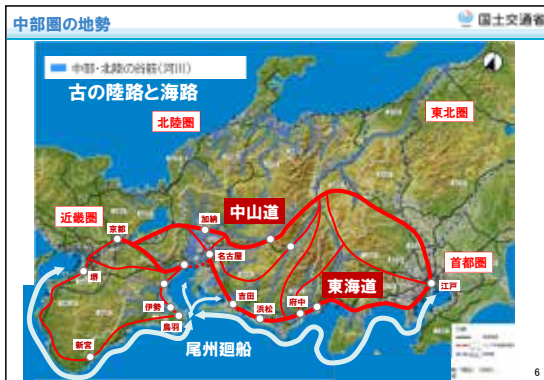 中部圏の地勢
国土交通省
中部・北陸の谷筋(河川)
古の陸路と海路
北陸圏
東北圏
近畿圏
京都
加納
中山道
名古屋
首都圏
堺
吉田
東海道
江戸
伊勢
浜松
府中
鳥羽
新宮
尾州廻船
6